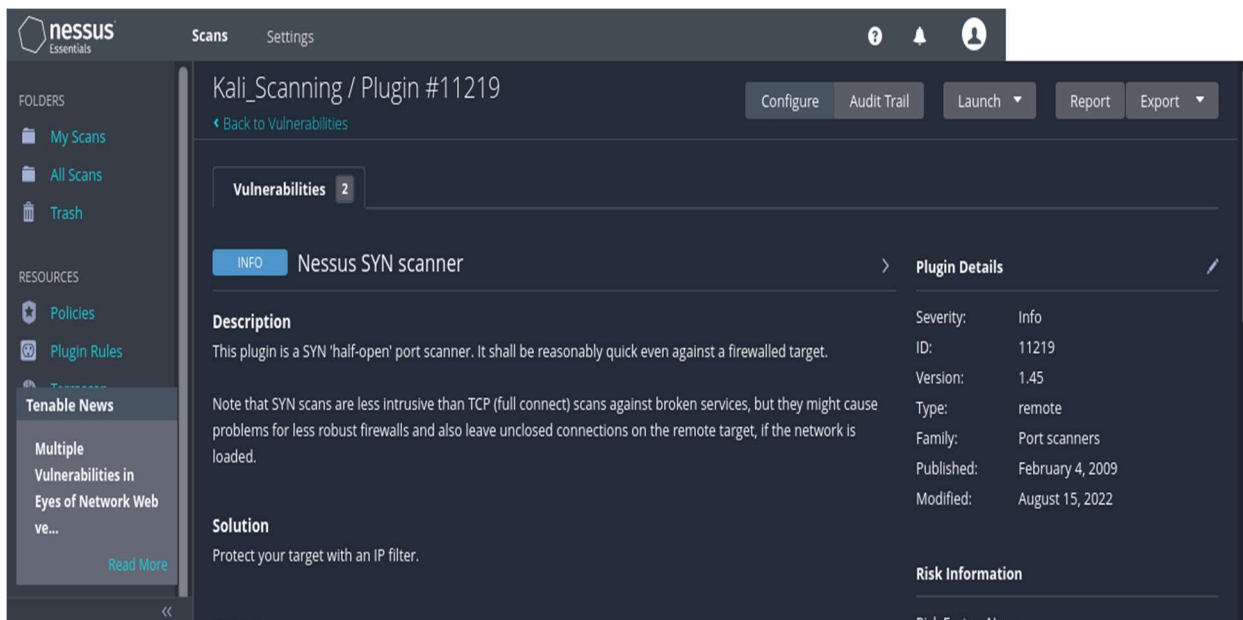 nessus
Essentials
Scans Settings
FOLDERS
My Scans
All Scans
Trash
RESOURCES
Policies
Plugin Rules
Tenable News
Multiple
Vulnerabilities in
Eyes of Network Web
ve...
Read More
Kali_Scanning / Plugin #11219
Back to Vulnerabilities
Configure Audit Trail Launch Report Export
Vulnerabilities 2
INFO Nessus SYN scanner
Description
This plugin is a SYN 'half-open' port scanner. It shall be reasonably quick even against a firewalled target.
Note that SYN scans are less intrusive than TCP (full connect) scans against broken services, but they might cause
problems for less robust firewalls and also leave unclosed connections on the remote target, if the network is
loaded.
Solution
Protect your target with an IP filter.
Plugin Details
Severity: Info
ID: 11219
Version: 1.45
Type: remote
Family: Port scanners
Published: February 4, 2009
Modified: August 15, 2022
Risk Information